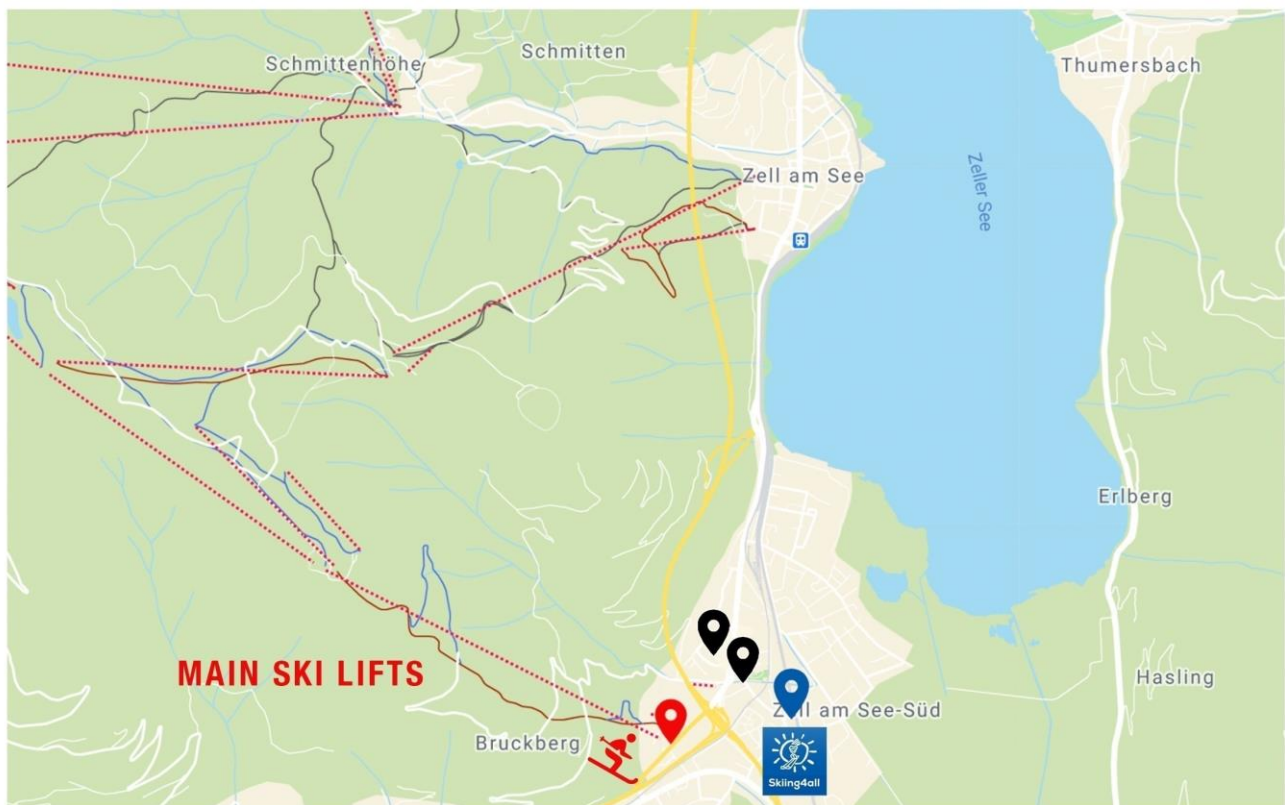 Schmittenhöhe
Schmitten
Thumersbach
Zell am See
Zeller See
Erlberg
MAIN SKI LIFTS
Hasling
Zell am See-Süd
Bruckberg
Skiing4all